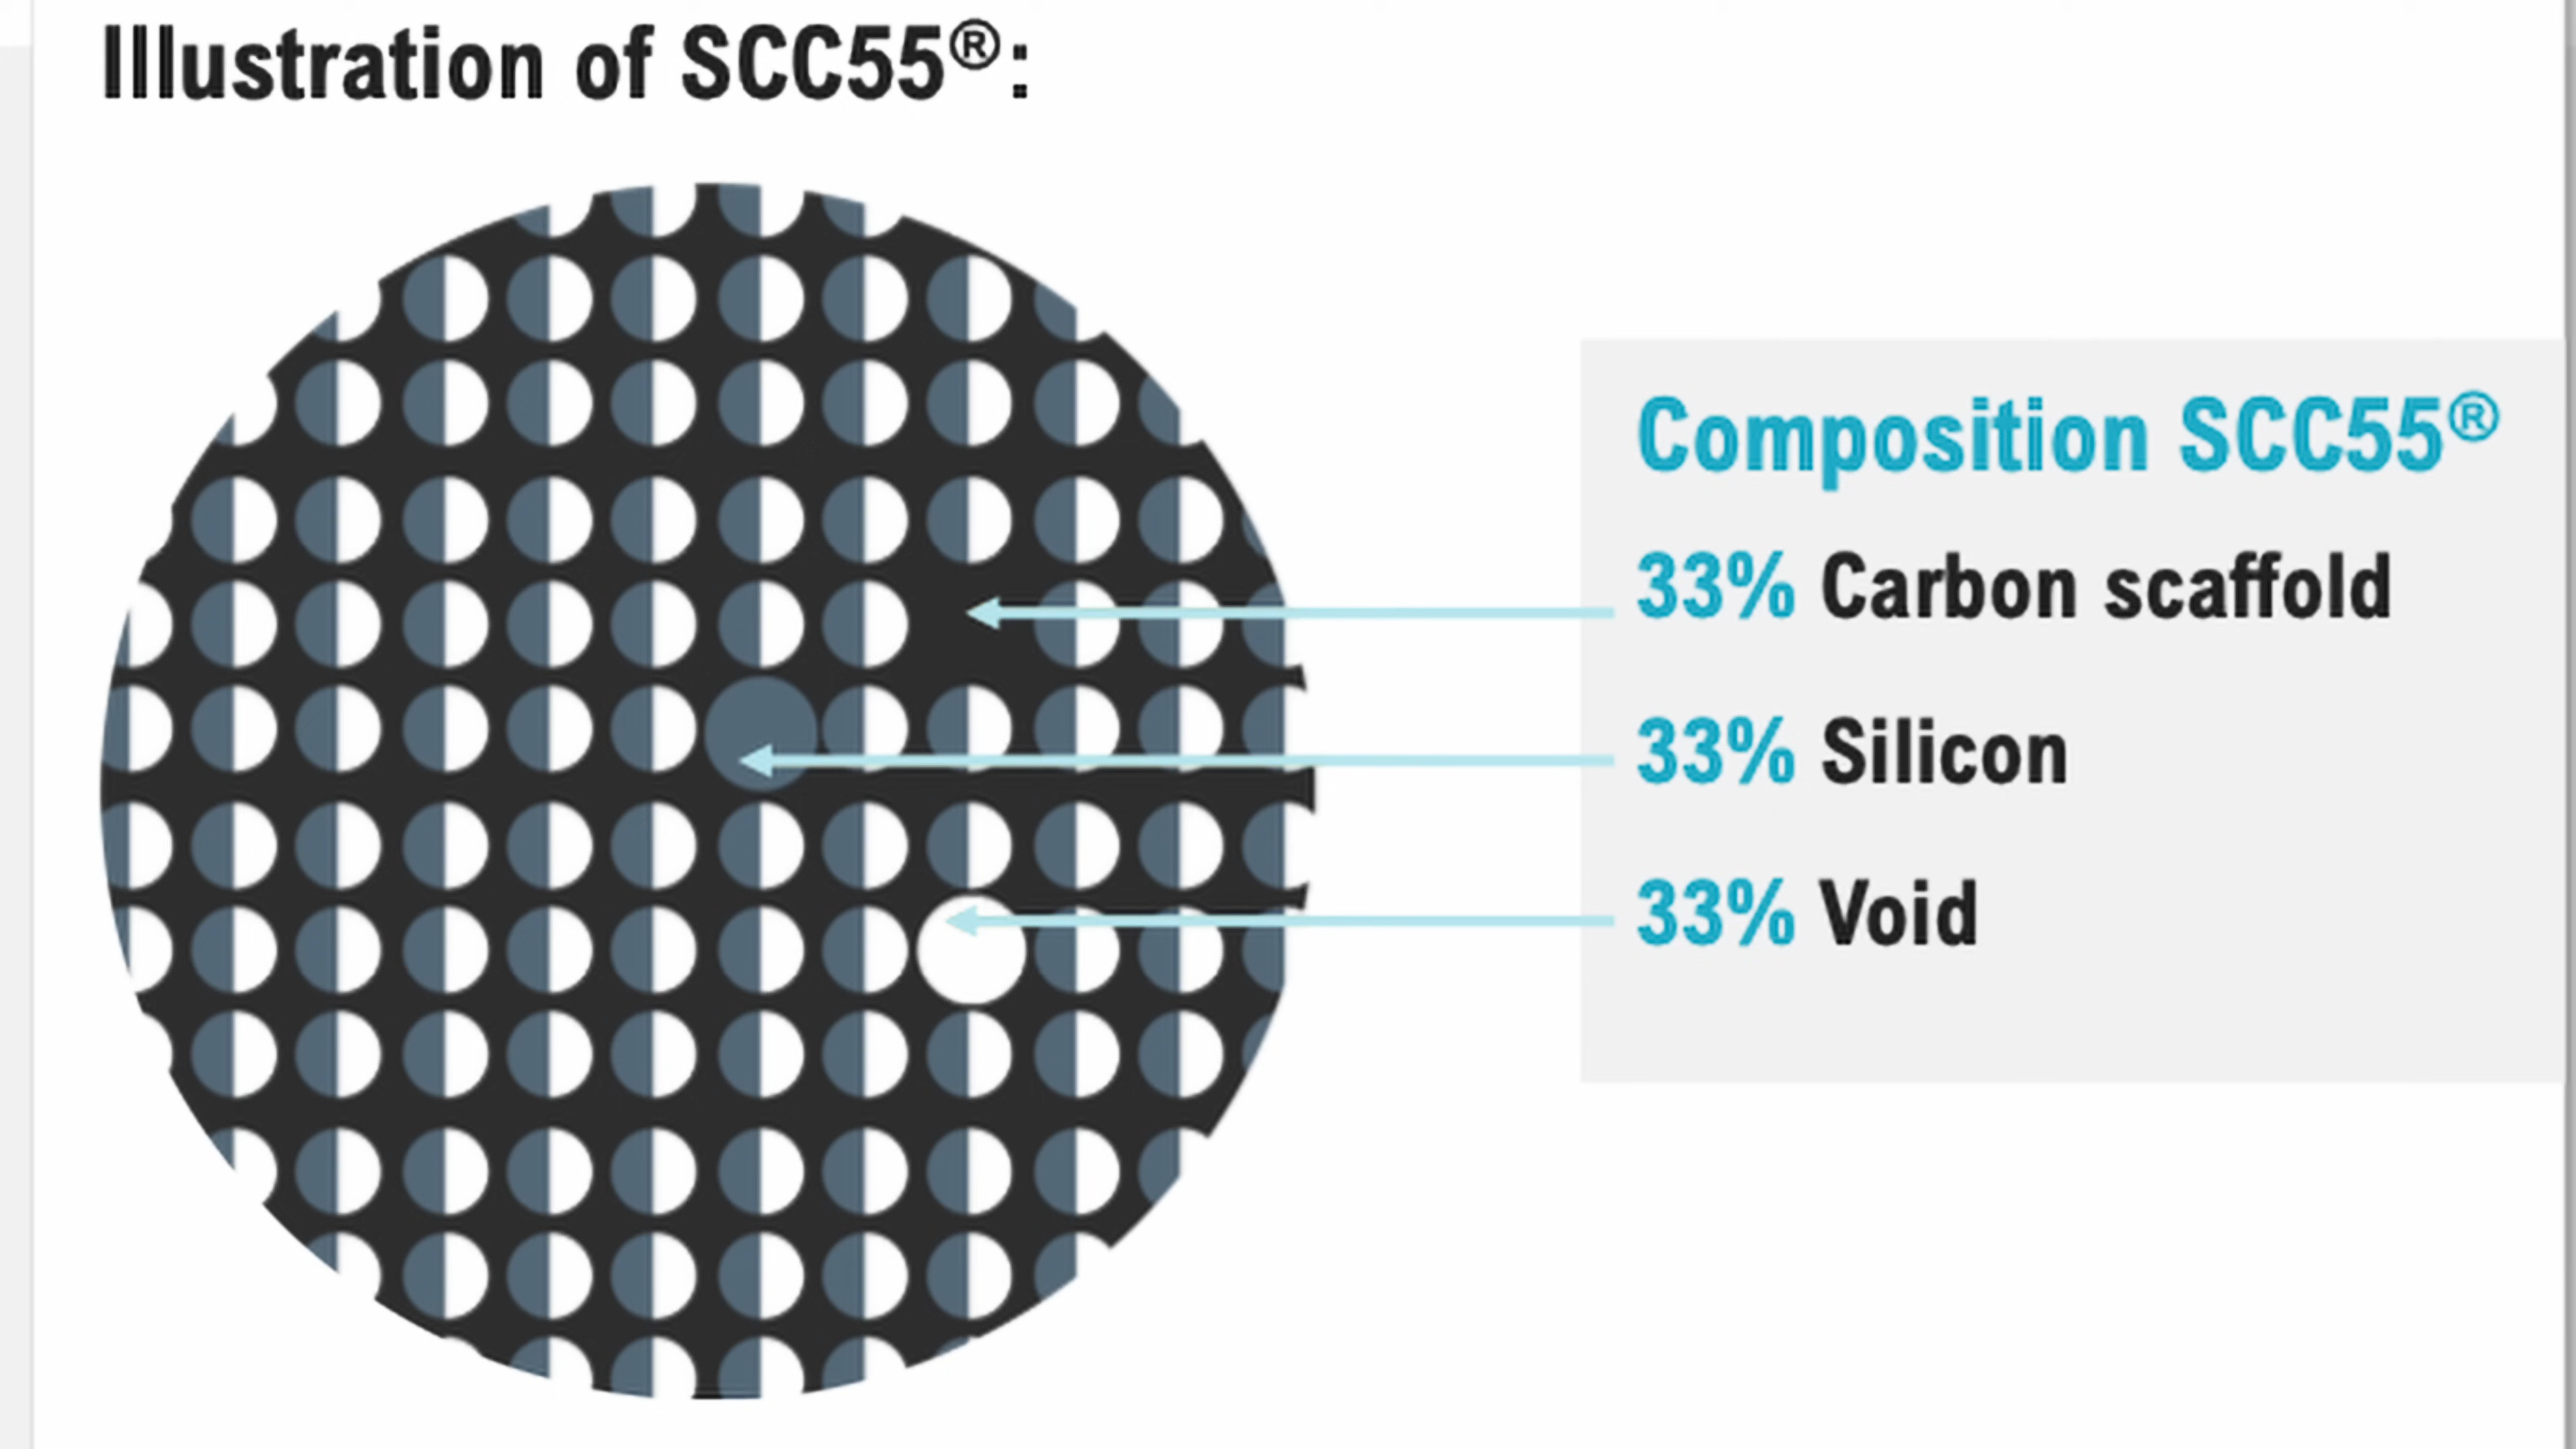 Illustration of SCC55®:
Composition SCC55®
33% Carbon scaffold
33% Silicon
33% Void